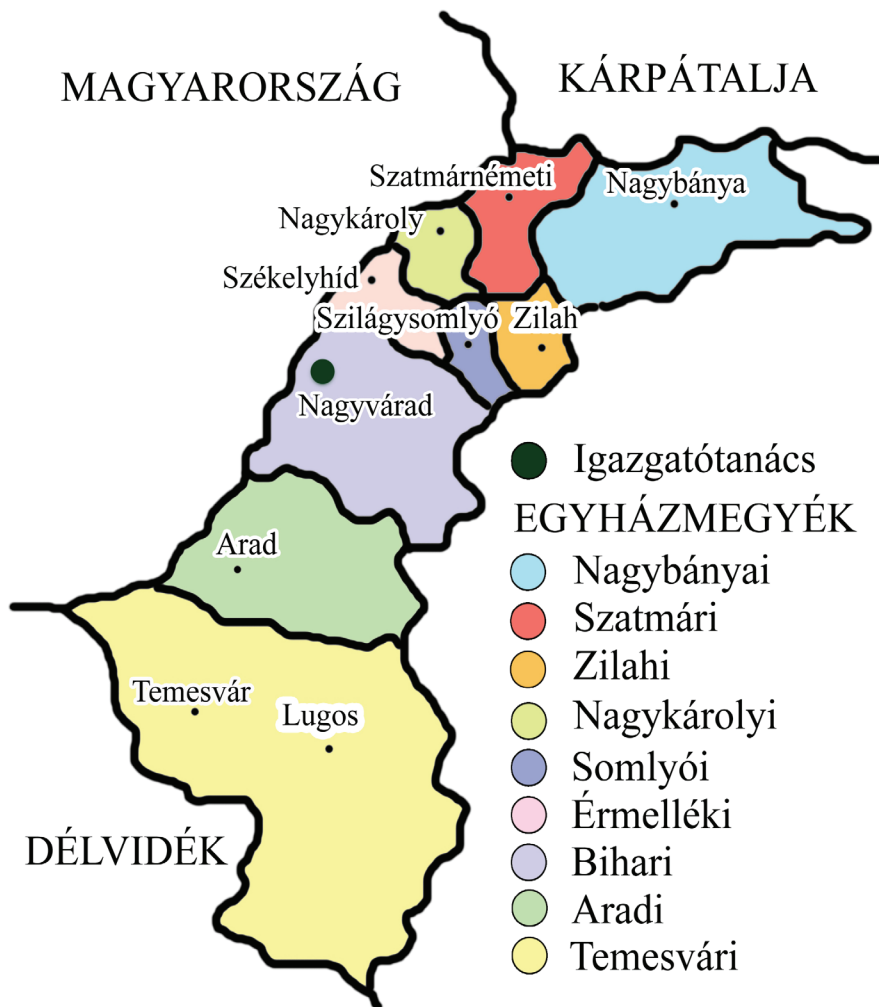 MAGYARORSZÁG
KÁRPÁTALJA
Szatmárnémeti
Nagybánya
Nagykároly
Székelyhíd
Szilágysomlyó
Zilah
Nagyvárad
Igazgatótanács
EGYHÁZMEGYÉK
Arad
Nagybányai
Szatmári
Zilahi
Temesvár
Lugos
Nagykárolyi
Somlyói
Érmelléki
DÉLVIDÉK
Bihari
Aradi
Temesvári